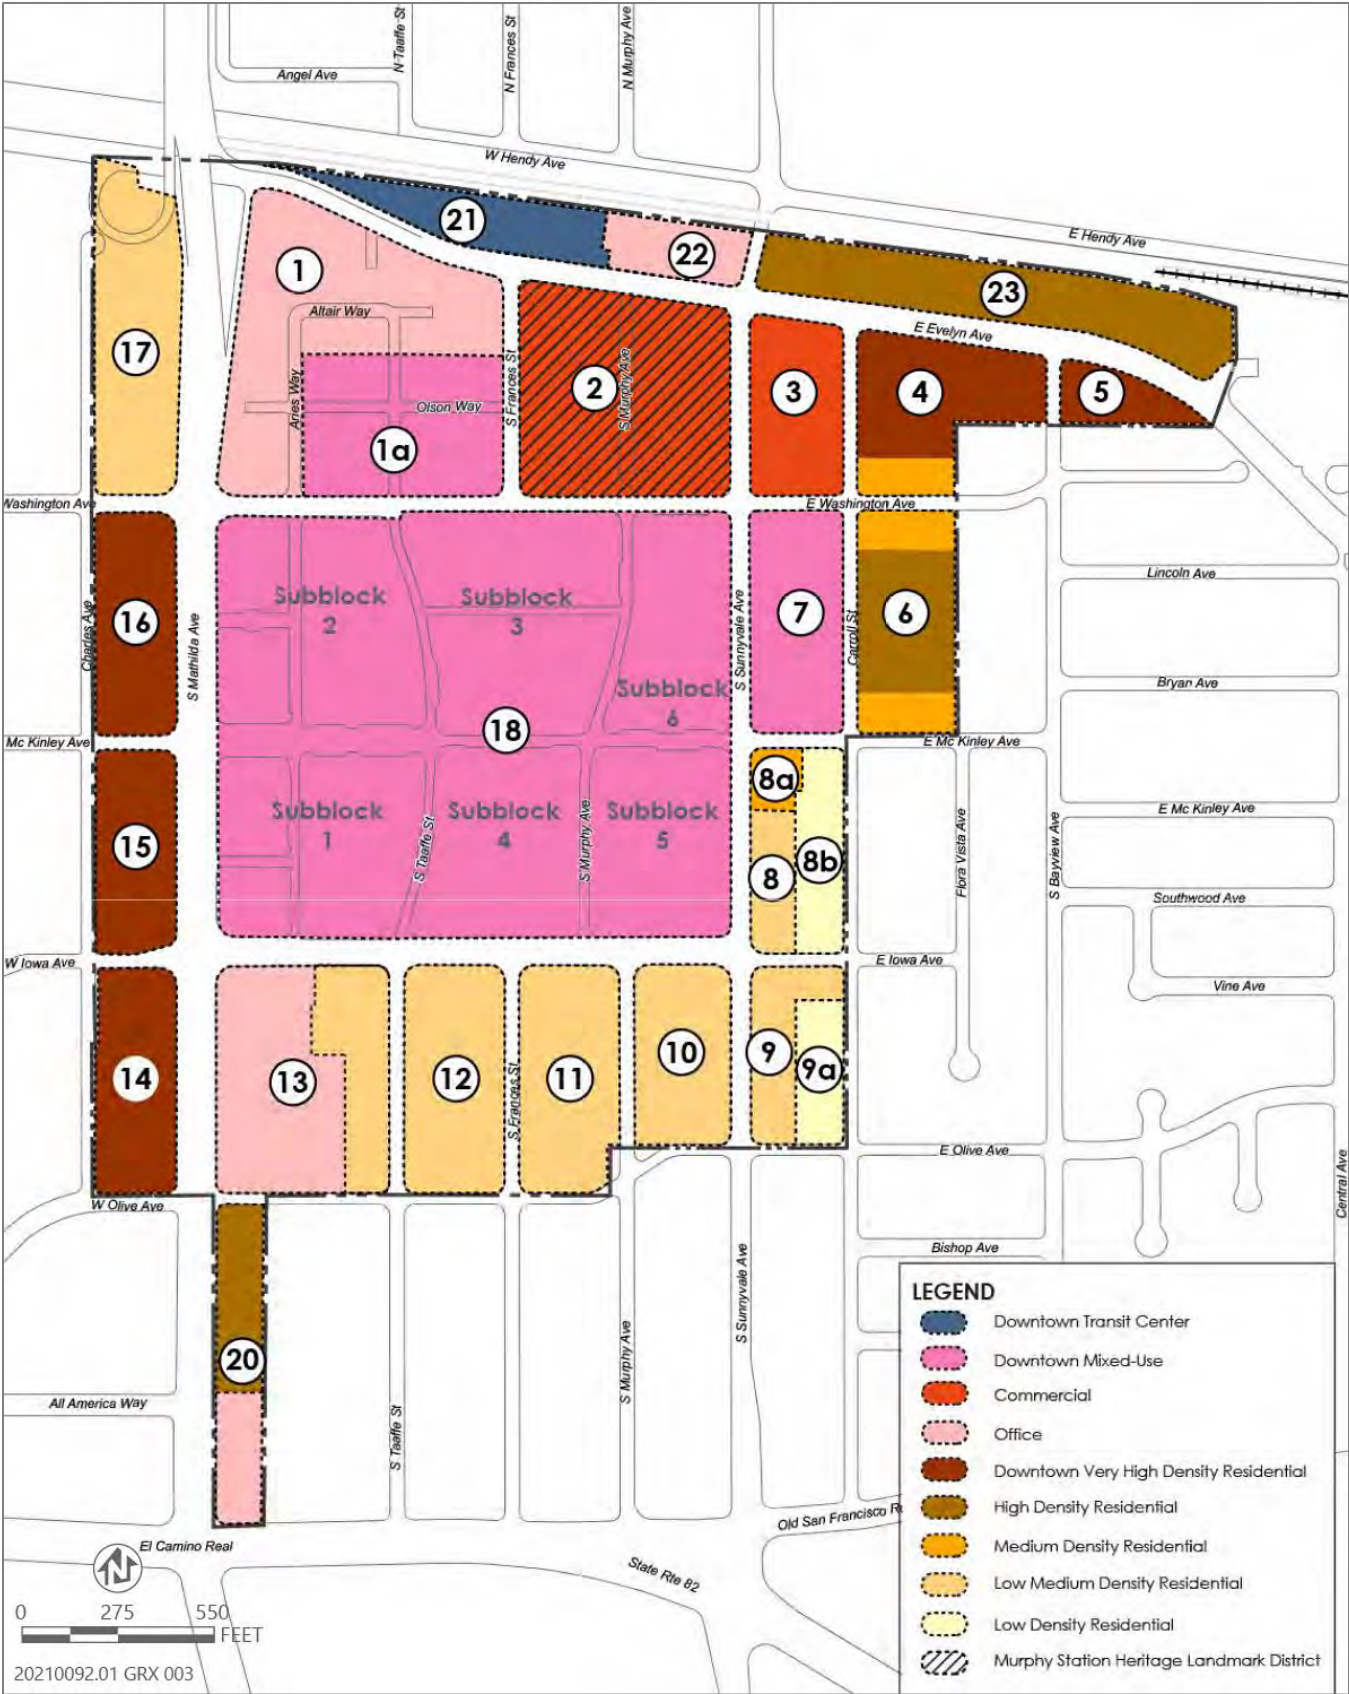 N Taaffe St
N Frances St
N Murphy Ave
Angel Ave
W Hendy Ave
E Hendy Ave
21
22
1
23
Altair Way
E Evelyn Ave
17
S Frances St
2
S Murphy Ave
3
4
5
Aries Way
Olson Way
1a
Washington Ave
E Washington Ave
Lincoln Ave
Subblock
2
Subblock
3
16
7
6
Charles Ave
S Mathilda Ave
S Sunnyvale Ave
Carroll St
Bryan Ave
Subblock
6
18
Mc Kinley Ave
E Mc Kinley Ave
8a
Subblock
1
Subblock
4
Subblock
5
E Mc Kinley Ave
15
S Taaffe St
S Murphy Ave
8
8b
Flora Vista Ave
S Bayview Ave
Southwood Ave
W Iowa Ave
E Iowa Ave
Vine Ave
14
13
12
S Frances St
11
10
9
9a
E Olive Ave
Central Ave
W Olive Ave
Bishop Ave
20
S Taaffe St
S Murphy Ave
S Sunnyvale Ave
All America Way
Old San Francisco R
El Camino Real
State Rte 82
LEGEND
Downtown Transit Center
Downtown Mixed-Use
Commercial
Office
Downtown Very High Density Residential
High Density Residential
Medium Density Residential
Low Medium Density Residential
Low Density Residential
Murphy Station Heritage Landmark District
N
0 275 550
FEET
20210092.01 GRX 003